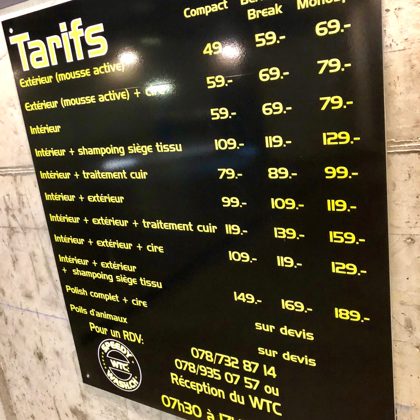 Tarifs
Compact Break Monospace
Extérieur (mousse active) 49.- 59.- 69.-
Extérieur (mousse active) + cire 59.- 69.- 79.-
Intérieur 59.- 69.- 79.-
Intérieur + shampoing siège tissu 109.- 119.- 129.-
Intérieur + traitement cuir 79.- 89.- 99.-
Intérieur + extérieur 99.- 109.- 119.-
Intérieur + extérieur + traitement cuir 119.- 139.- 159.-
Intérieur + extérieur + cire 109.- 119.- 129.-
Intérieur + extérieur
+ shampoing siège tissu 149.- 169.- 189.-
Polish complet + cire sur devis
Poils d'animaux sur devis
Pour un RDV:
078/732 87 14
078/935 07 57 ou
Réception du WTC
07h30 à
SPEEDY
WTC